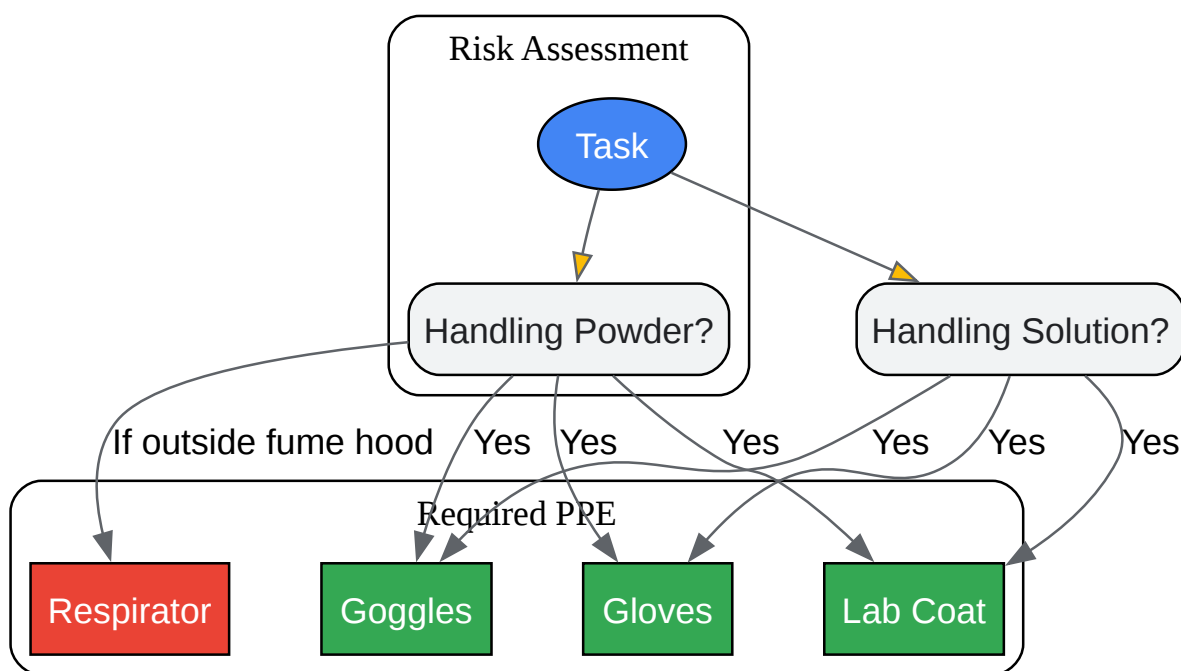 Risk Assessment
Task
Handling Powder?
Handling Solution?
If outside fume hood
Yes
Yes
Yes
Yes
Yes
Yes
Required PPE
Respirator
Goggles
Gloves
Lab Coat